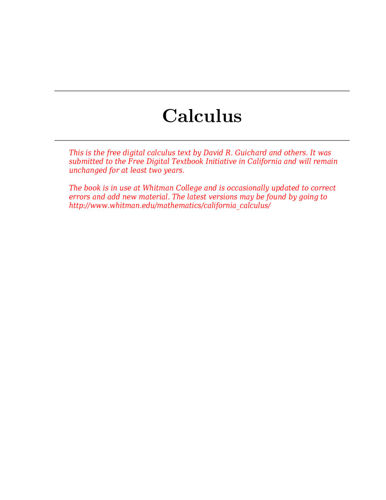 Calculus
This is the free digital calculus text by David R. Guichard and others. It was
submitted to the Free Digital Textbook Initiative in California and will remain
unchanged for at least two years.
The book is in use at Whitman College and is occasionally updated to correct
errors and add new material. The latest versions may be found by going to
http://www.whitman.edu/mathematics/california_calculus/